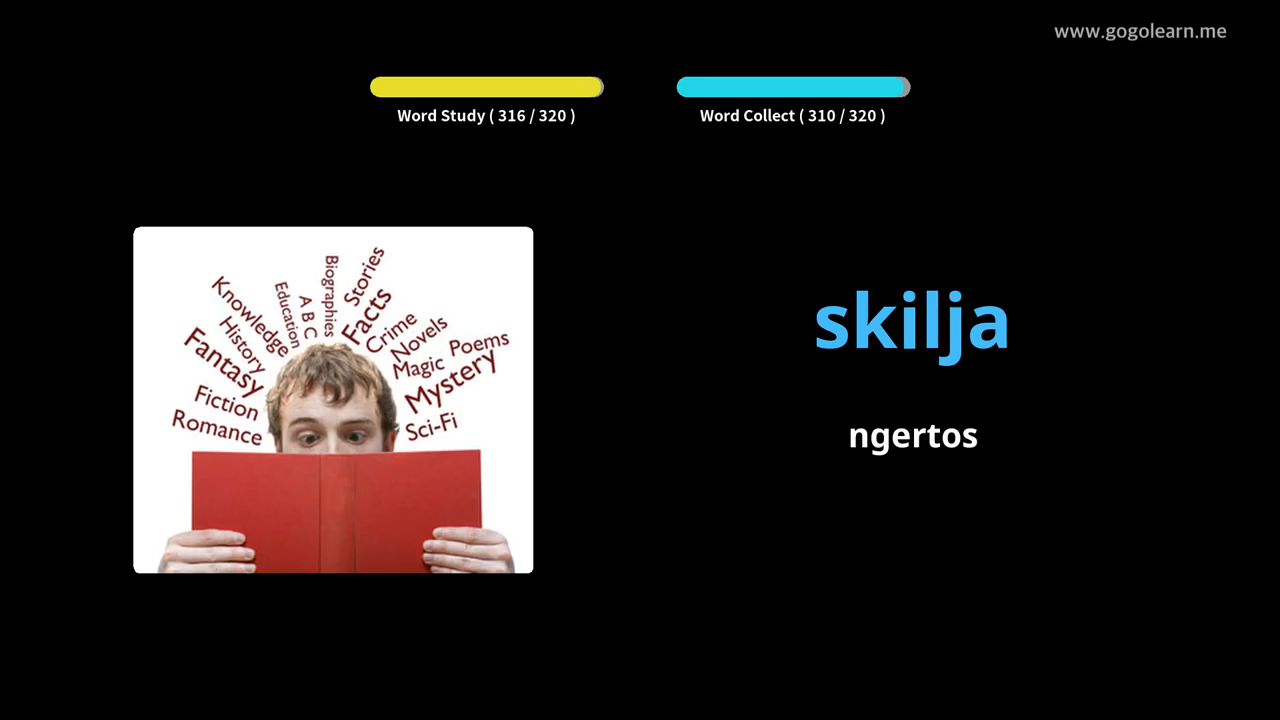 www.gogolearn.me
Word Study ( 316 / 320 )
Word Collect ( 310 / 320 )
Knowledge
History
Fantasy
Fiction
Romance
Education
A B C
Biographies
Stories
Facts
Crime
Novels
Magic
Poems
Mystery
Sci-Fi
skilja
ngertos